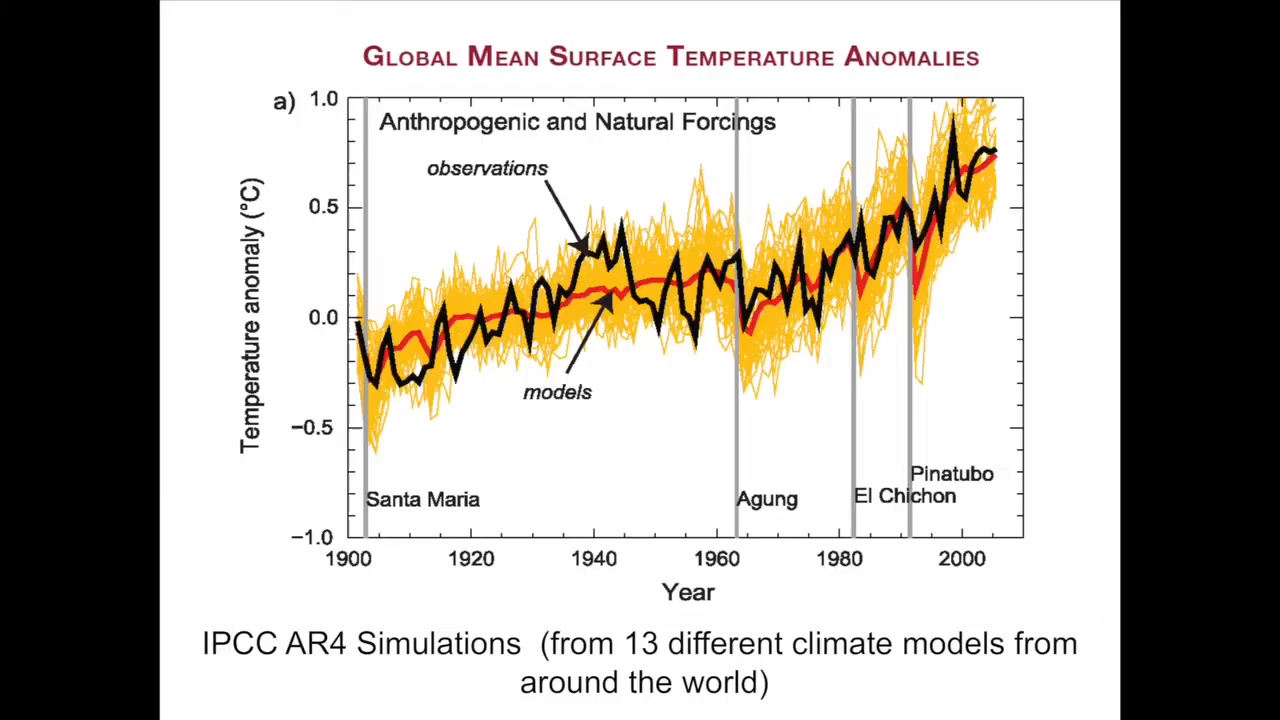 GLOBAL MEAN SURFACE TEMPERATURE ANOMALIES
a)
1.0
Anthropogenic and Natural Forcings
observations
0.5
Temperature anomaly (°C)
0.0
models
−0.5
Pinatubo
Santa Maria
Agung
El Chichon
−1.0
1900 1920 1940 1960 1980 2000
Year
IPCC AR4 Simulations (from 13 different climate models from
around the world)